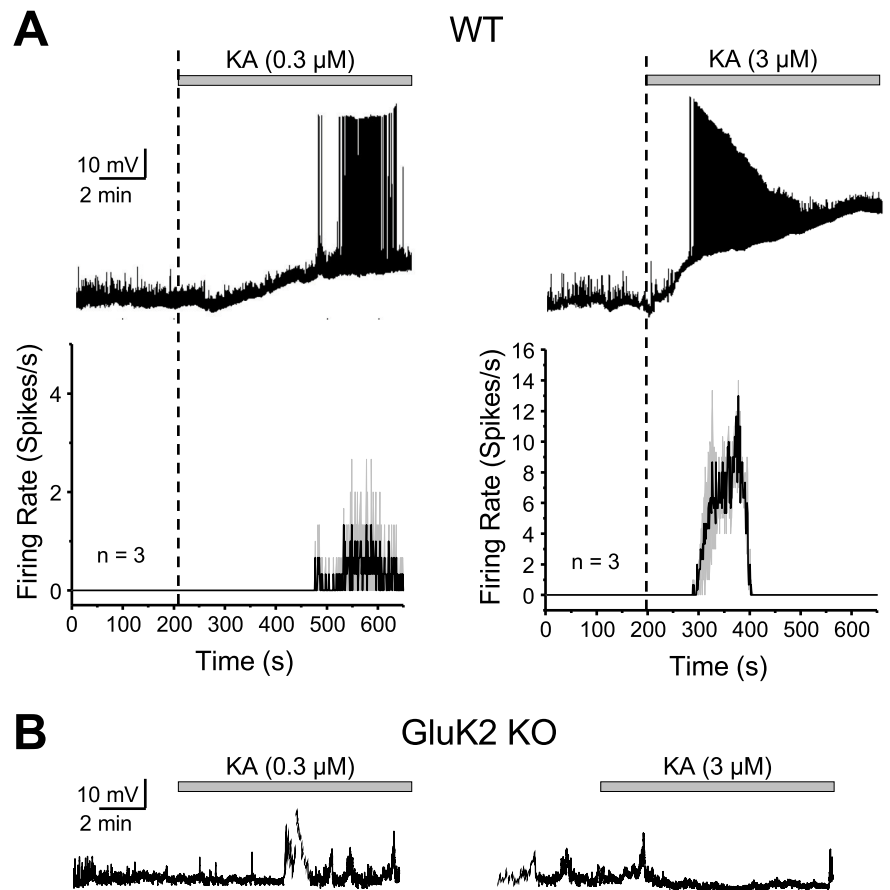 A
WT
KA (0.3 µM)
KA (3 µM)
10 mV
2 min
Firing Rate (Spikes/s)
4
2
0
n = 3
0 100 200 300 400 500 600
Time (s)
Firing Rate (Spikes/s)
16
14
12
10
8
6
4
2
0
n = 3
0 100 200 300 400 500 600
Time (s)
B
GluK2 KO
KA (0.3 µM)
KA (3 µM)
10 mV
2 min